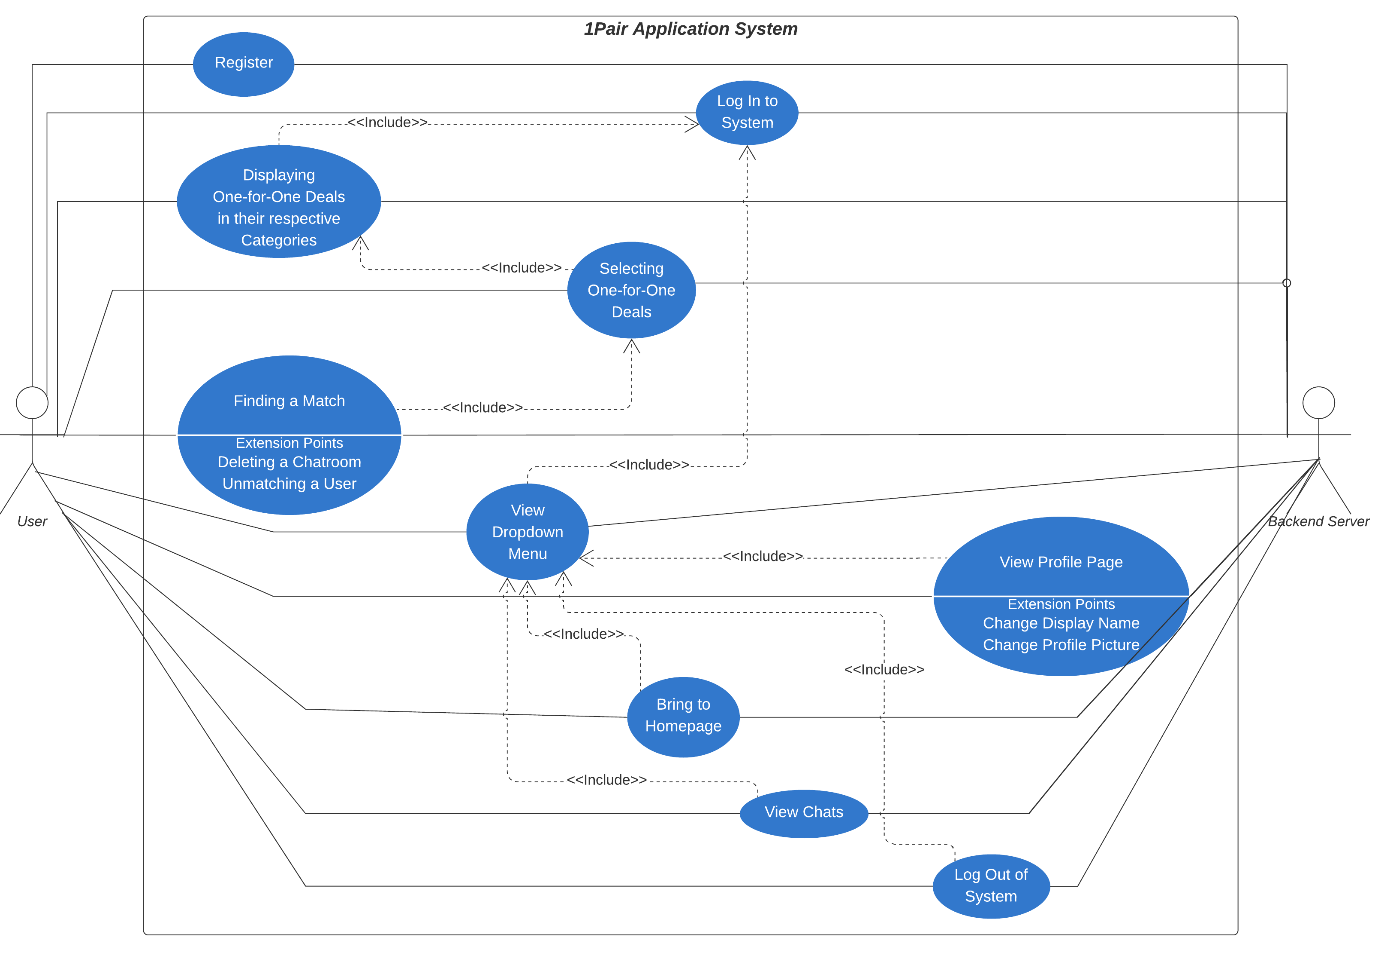 1Pair Application System
Register
Log In to
System
<<Include>>
Displaying
One-for-One Deals
in their respective
Categories
<<Include>>
Selecting
One-for-One
Deals
Finding a Match
<<Include>>
Extension Points
Deleting a Chatroom
Unmatching a User
<<Include>>
User
Backend Server
View
Dropdown
Menu
<<Include>>
View Profile Page
Extension Points
Change Display Name
Change Profile Picture
<<Include>>
<<Include>>
Bring to
Homepage
<<Include>>
View Chats
Log Out of
System